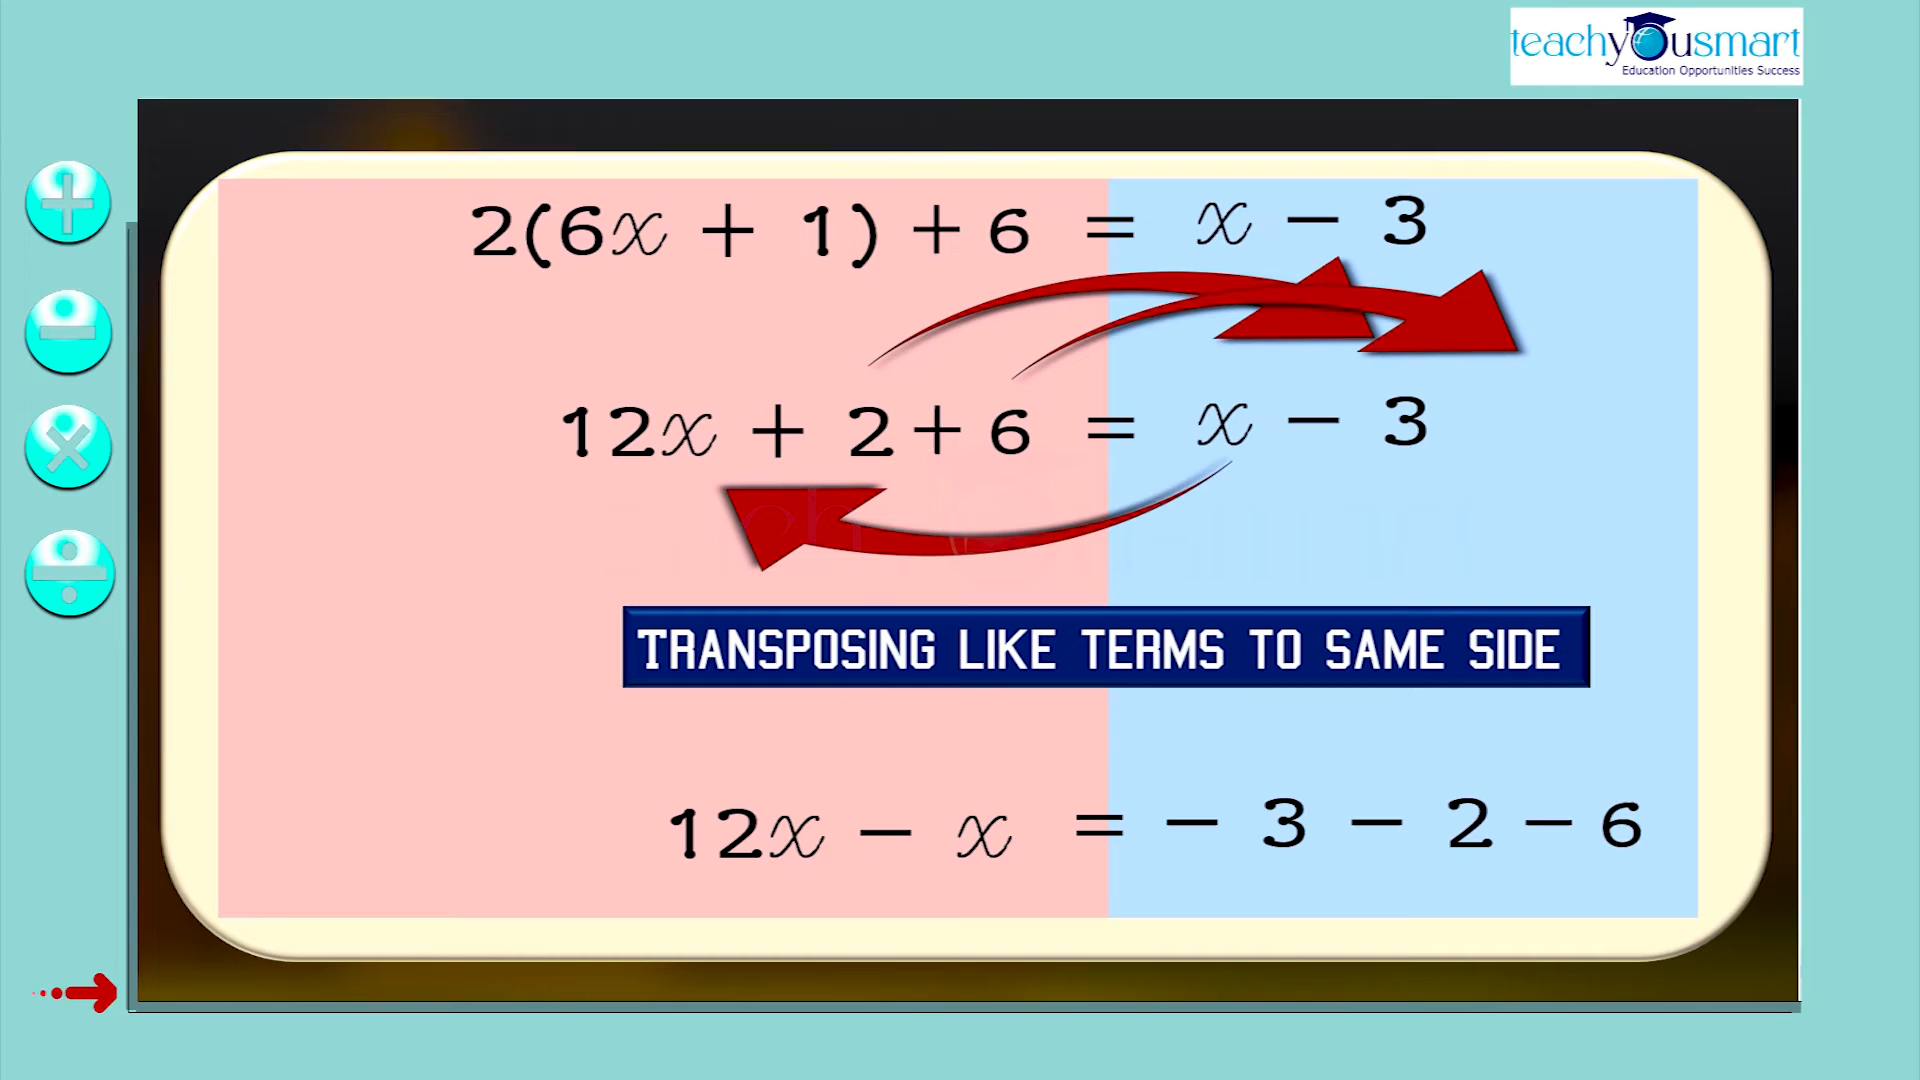 teachyousmart
Education Opportunities Success
2(6x + 1) + 6 = x − 3
12x + 2 + 6 = x − 3
TRANSPOSING LIKE TERMS TO SAME SIDE
12x − x = − 3 − 2 − 6